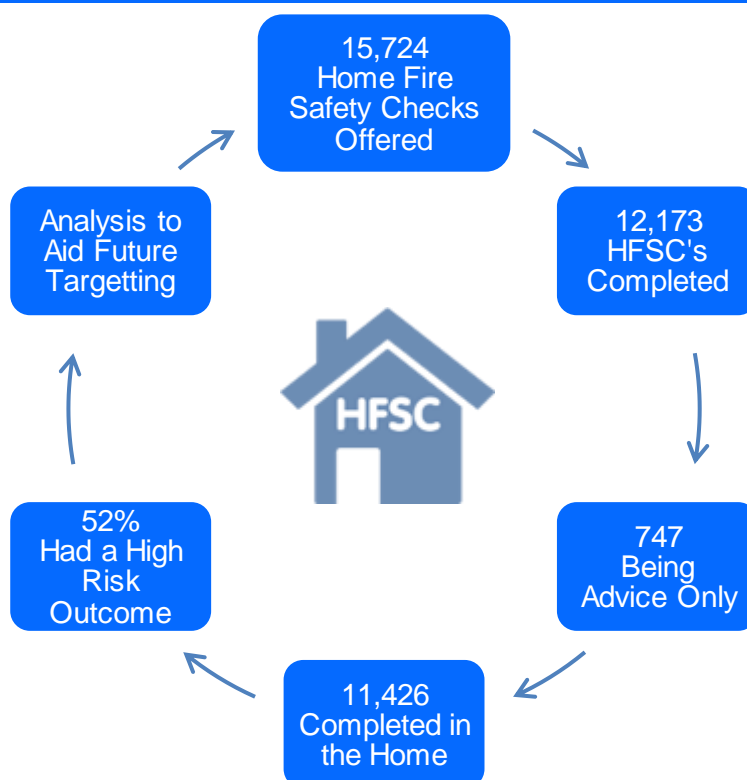 15,724
Home Fire
Safety Checks
Offered
12,173
HFSC's
Completed
747
Being
Advice Only
11,426
Completed in
the Home
52%
Had a High
Risk
Outcome
Analysis to
Aid Future
Targetting
HFSC